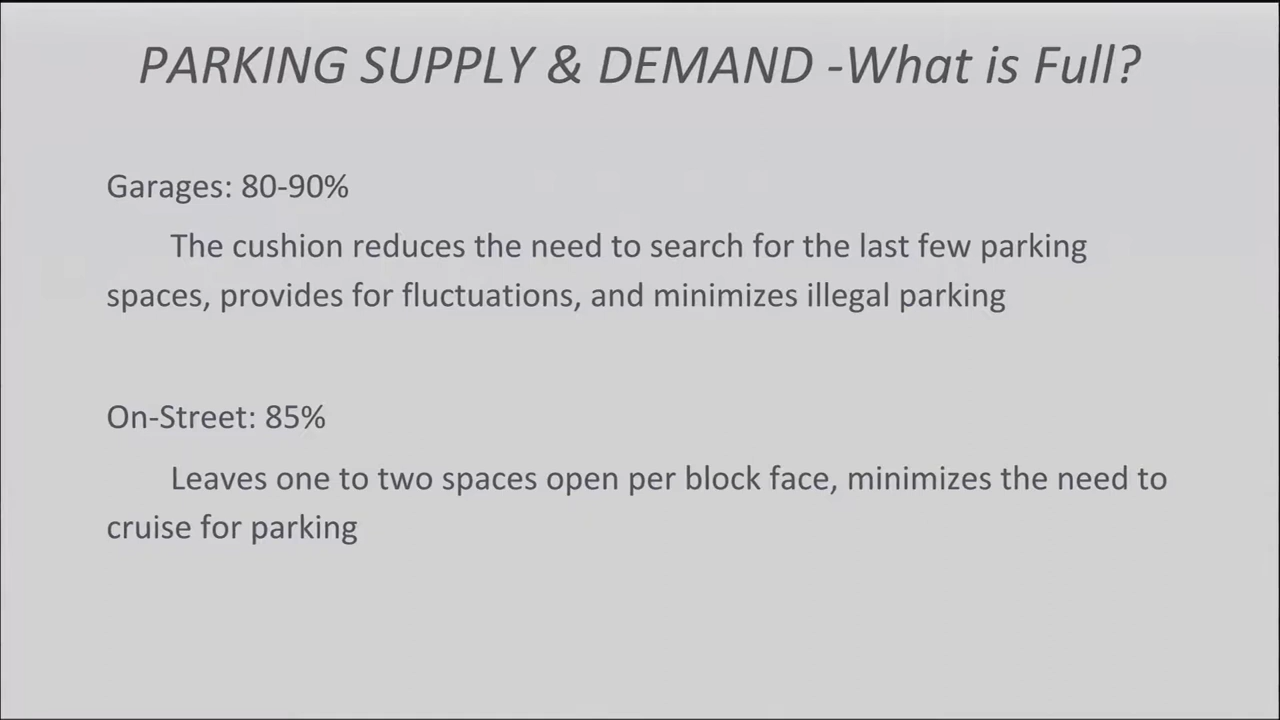 PARKING SUPPLY & DEMAND -What is Full?
Garages: 80-90%
The cushion reduces the need to search for the last few parking
spaces, provides for fluctuations, and minimizes illegal parking
On-Street: 85%
Leaves one to two spaces open per block face, minimizes the need to
cruise for parking